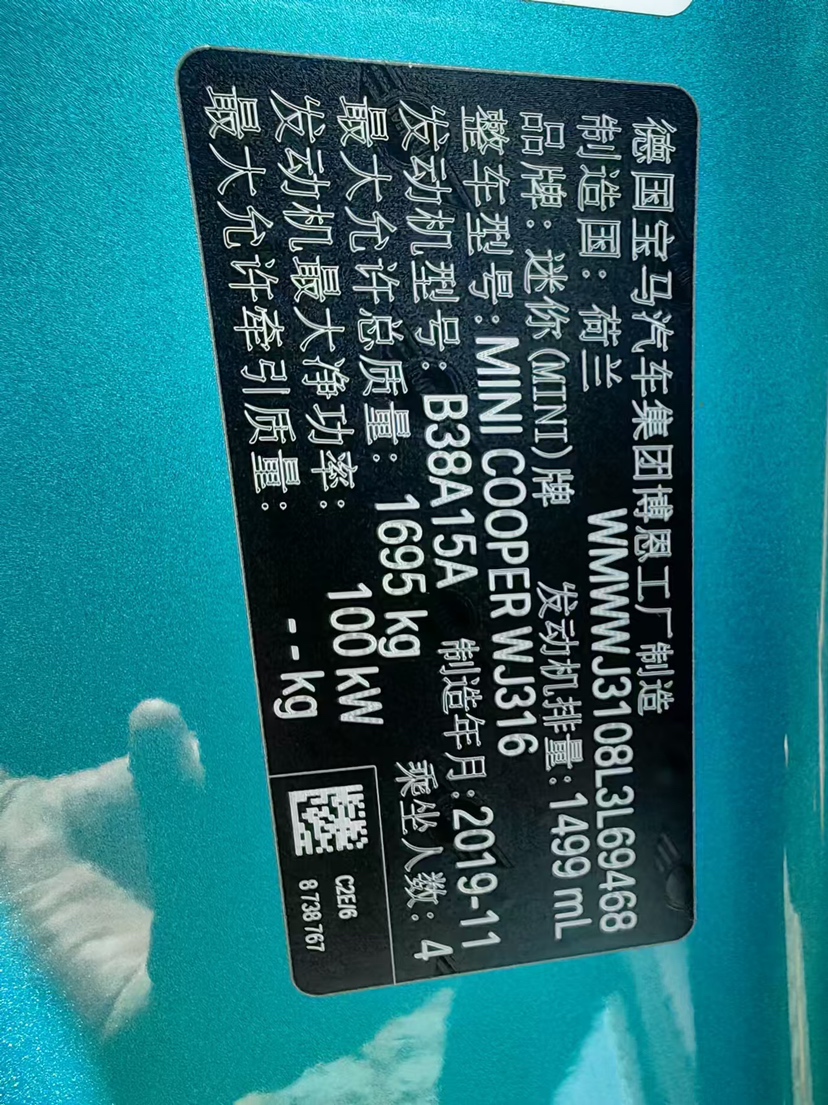 德国宝马汽车集团博恩工厂制造
制造国：荷兰 WMWWJ3108L3L69468
品牌：迷你(MINI)牌 发动机排量：1499 mL
整车型号：MINI COOPER WJ316
发动机型号：B38A15A 制造年月：2019-11
最大允许总质量：1695 kg 乘坐人数：4
发动机最大净功率：100 kW
最大允许牵引质量：--kg
C2E/6
8 738 767